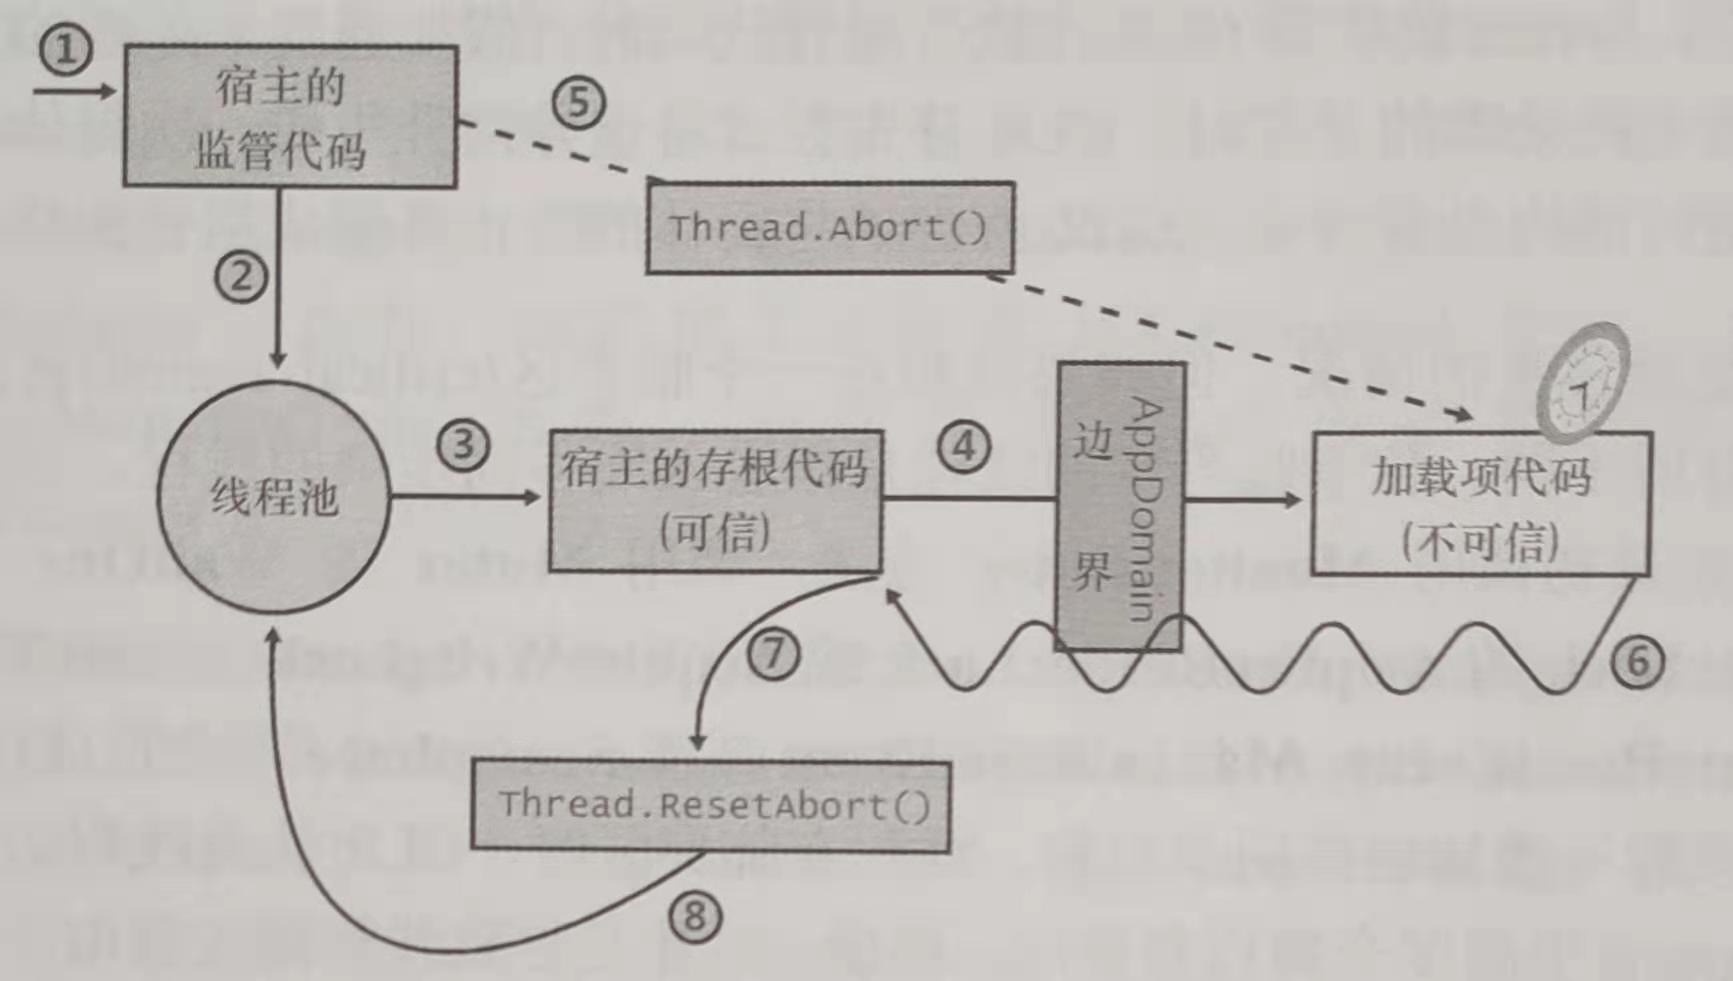 ①
宿主的
监管代码
⑤
Thread.Abort()
②
线程池
③
宿主的存根代码
(可信)
④
边界
AppDomain
加载项代码
(不可信)
⑥
⑦
Thread.ResetAbort()
⑧